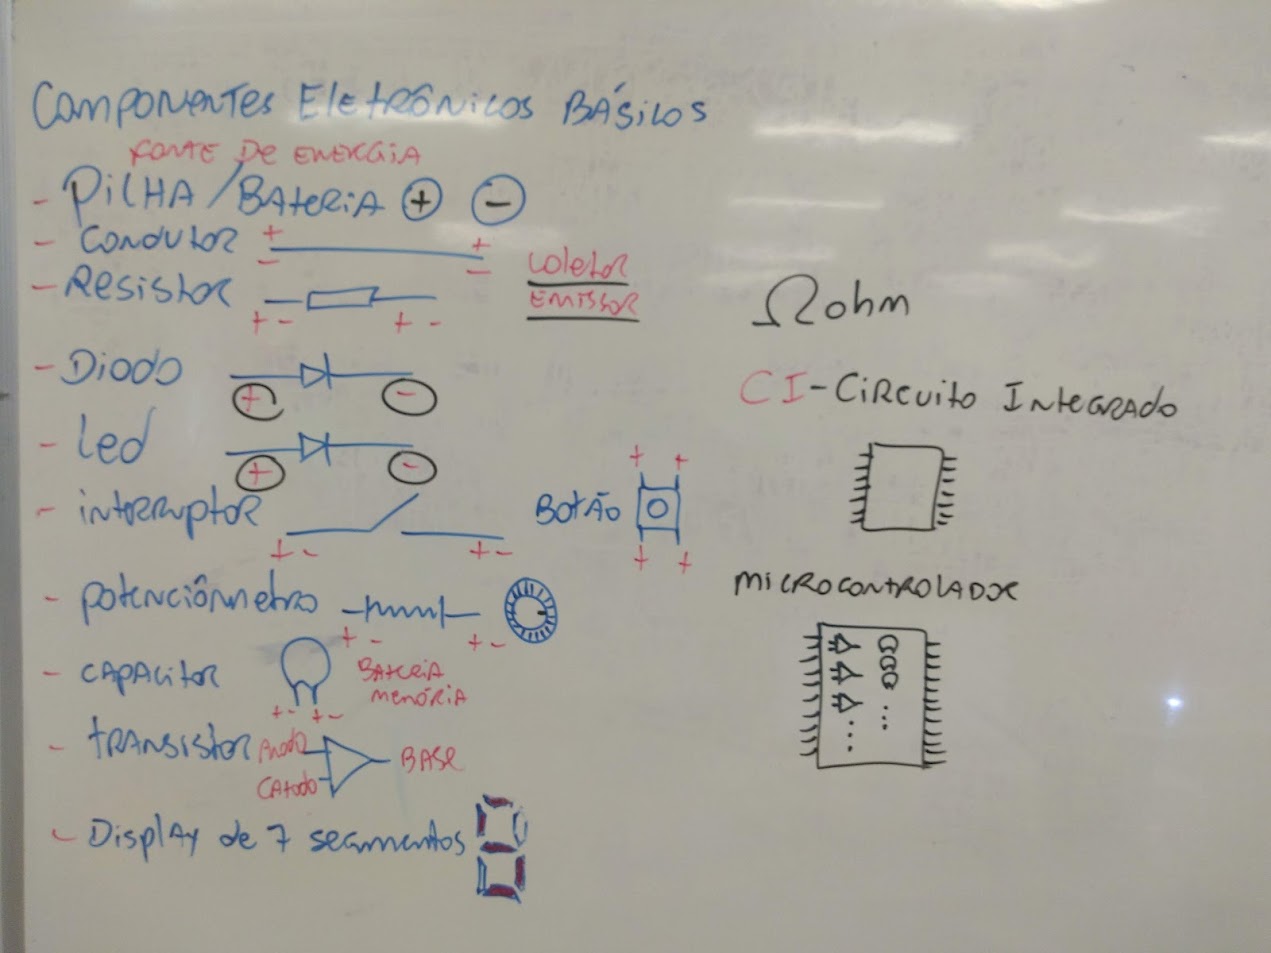 Componentes Eletrônicos Básicos
FONTE DE ENERGIA
- PILHA / BATERIA + -
- Condutor + - + -
- Resistor + - + -
Coletor
EMISSOR
- Diodo + -
- Led + -
- interruptor + - + -
Botão + + + +
- potenciônmetro + - + -
- CAPACitor + - + -
BATERIA
MEMÓRIA
- TRANSistor Anodo BASE
CAtodo
- Display de 7 segmentos
Ω ohm
CI - CiRCuito INTEGRADO
MICROCONTROLADOR